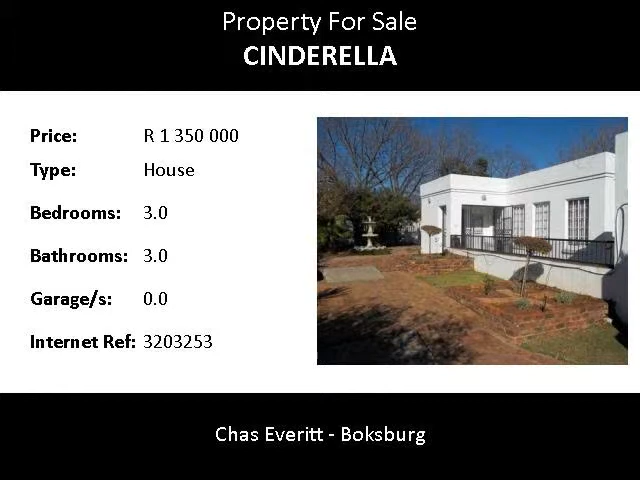 Property For Sale
CINDERELLA
Price: R 1 350 000
Type: House
Bedrooms: 3.0
Bathrooms: 3.0
Garage/s: 0.0
Internet Ref: 3203253
Chas Everitt - Boksburg